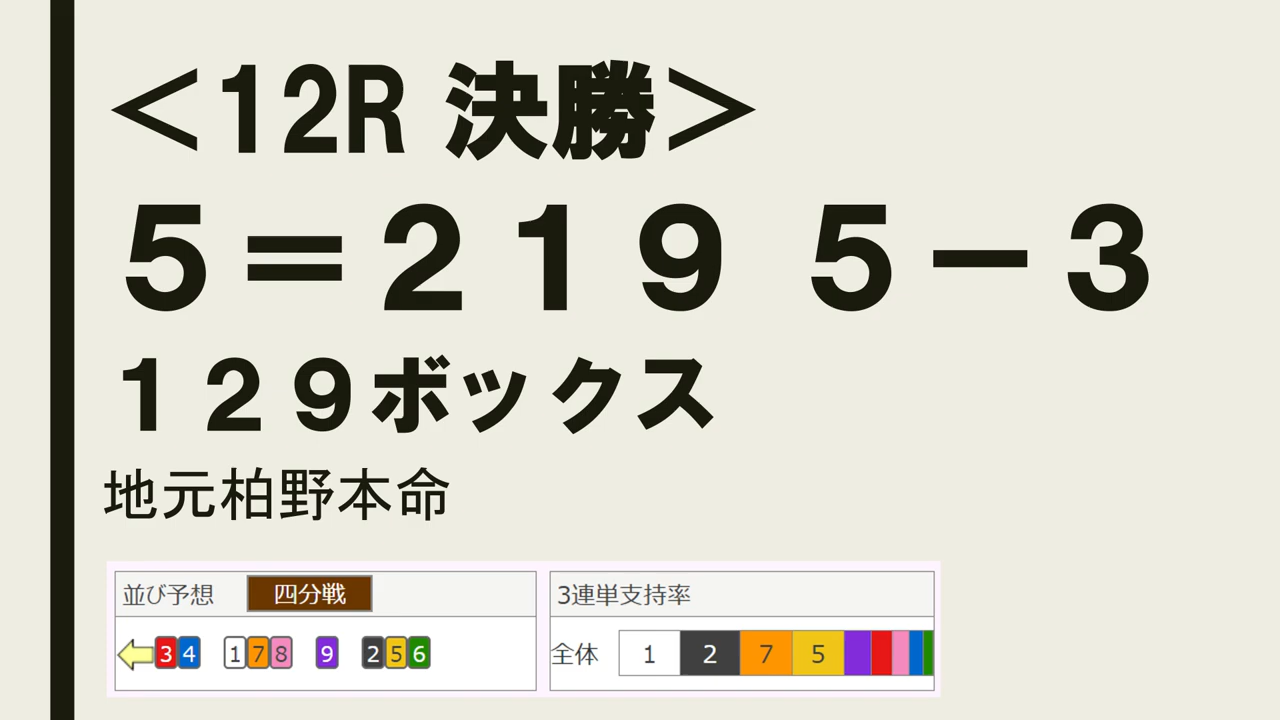 ＜12R 決勝＞
５＝２１９ ５－３
１２９ボックス
地元柏野本命
並び予想 四分戦
3 4 1 7 8 9 2 5 6
3連単支持率
全体 1 2 7 5